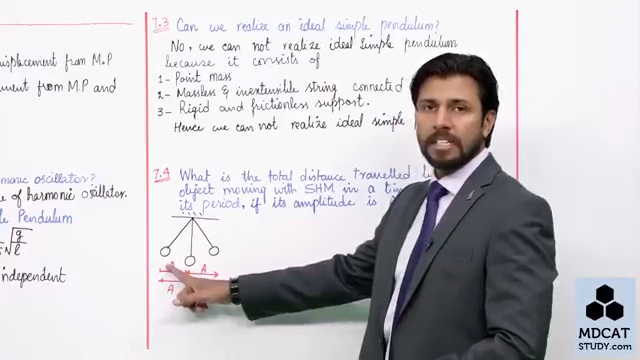 isplacement from M.P
ment from M.P and
armonic oscillator?
e of harmonic oscillator.
le Pendulum
√g/l
independent
7.3 Can we realize an ideal simple pendulum?
No, we can not realize ideal simple pendulum
because it consists of
1- Point mass
2- Massless & inextensible string connected
3- Rigid and frictionless support.
Hence we can not realize ideal simple
7.4 What is the total distance travelled
object moving with SHM in a
its period, if its amplitude is
A
A
A
MDCAT
STUDY.com